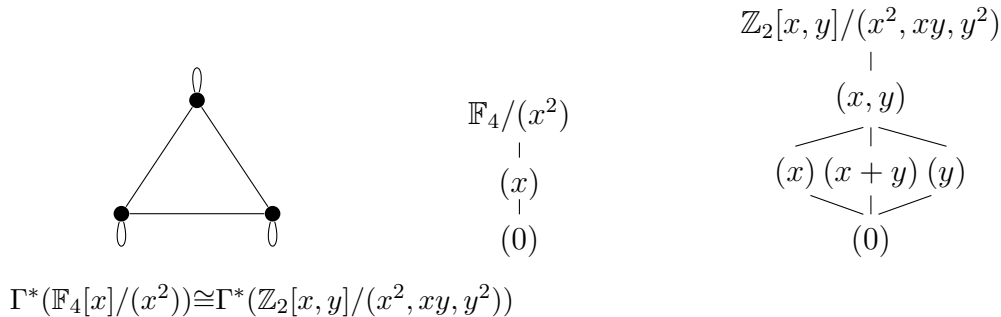 ℤ₂[x, y]/(x², xy, y²)
(x, y)
𝔽₄/(x²)
(x) (x + y) (y)
(x)
(0)
(0)
Γ*(𝔽₄[x]/(x²))≅Γ*(ℤ₂[x, y]/(x², xy, y²))